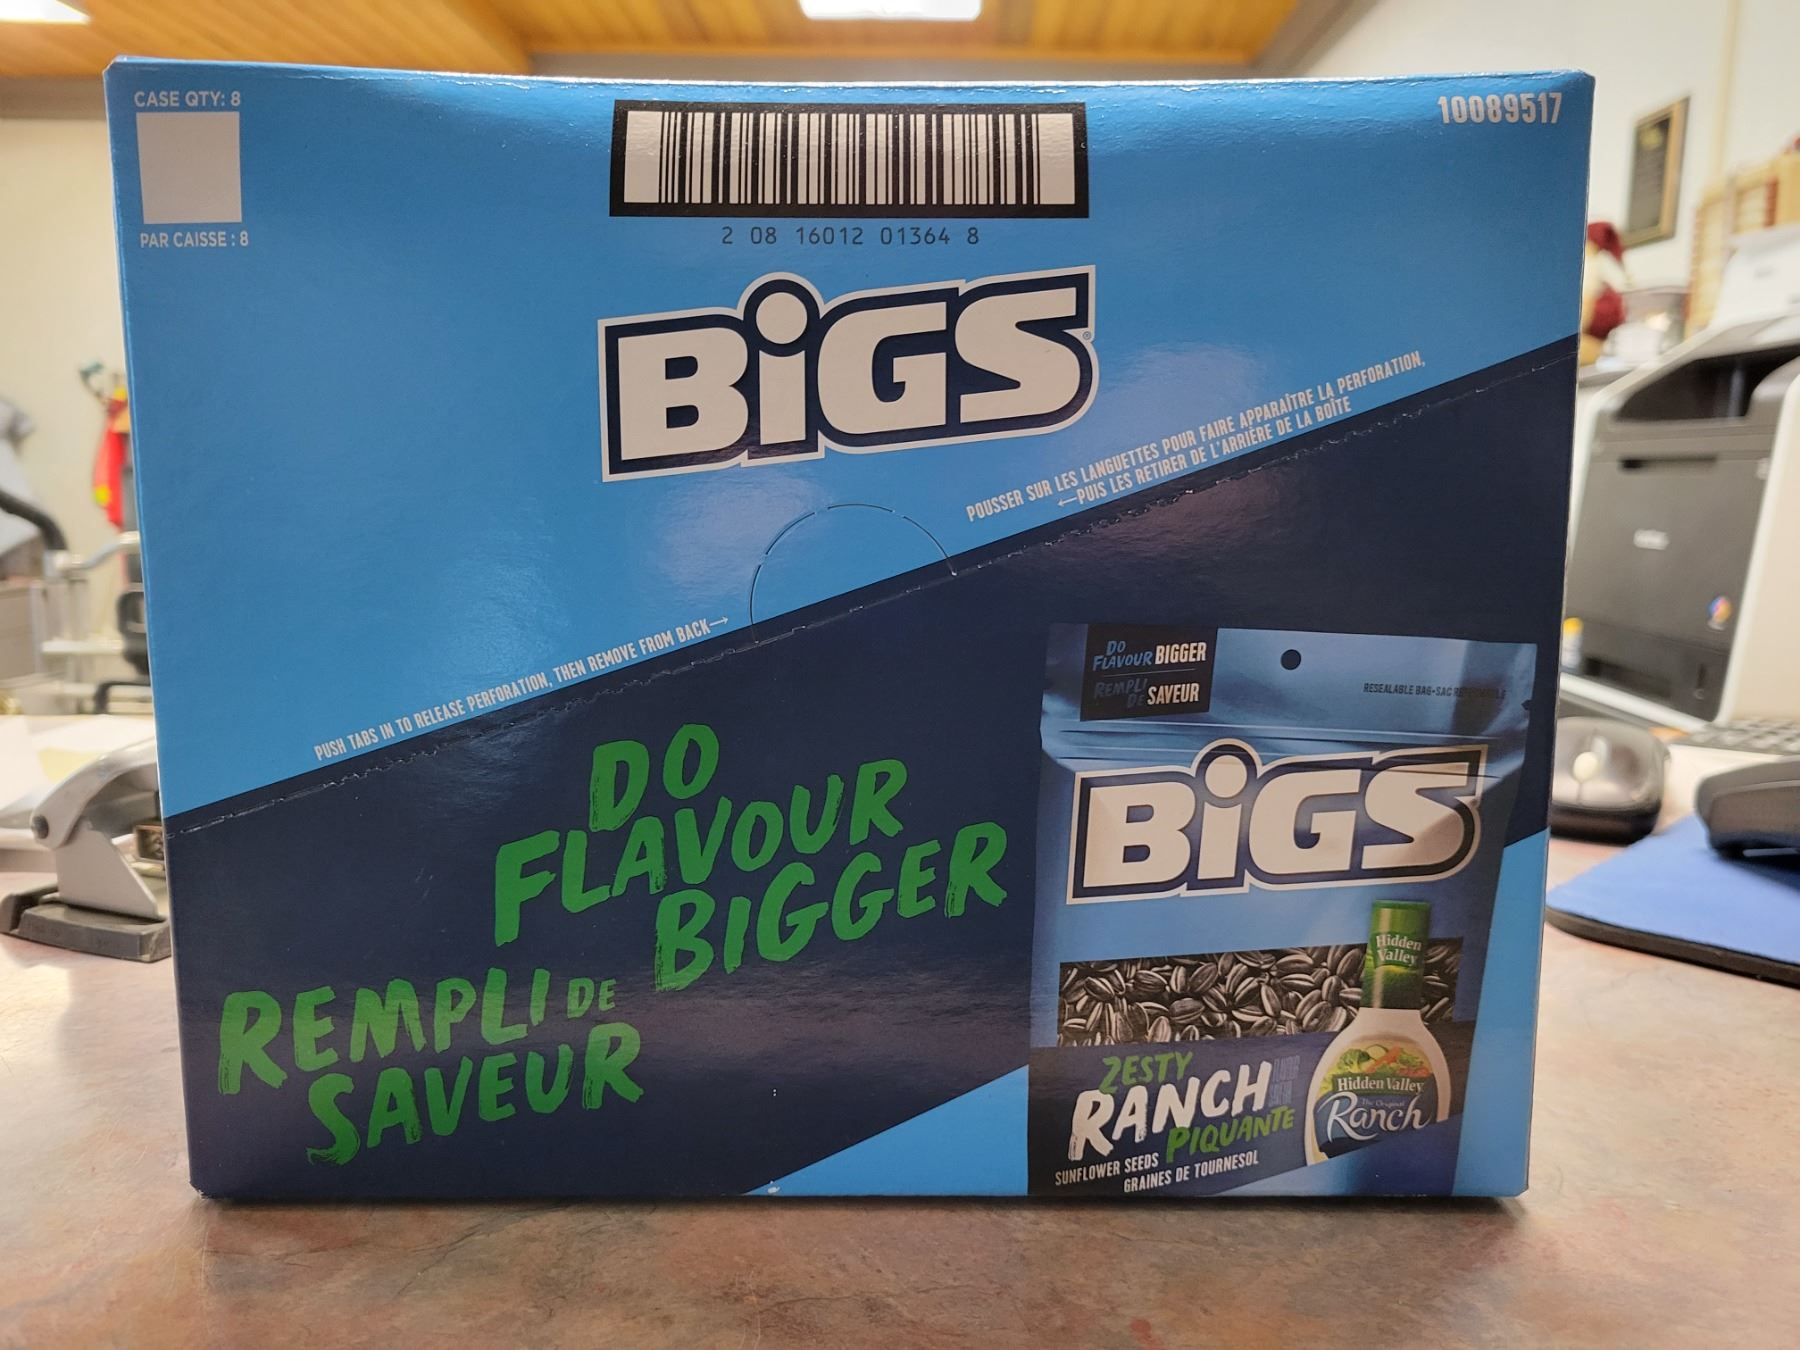 CASE QTY: 8
PAR CAISSE : 8
2 08 16012 01364 8
10089517
BiGS®
POUSSER SUR LES LANGUETTES POUR FAIRE APPARAÎTRE LA PERFORATION,
←PUIS LES RETIRER DE L'ARRIÈRE DE LA BOÎTE
PUSH TABS IN TO RELEASE PERFORATION, THEN REMOVE FROM BACK→
DO
FLAVOUR
BIGGER
REMPLI DE
SAVEUR
DO
FLAVOUR BIGGER
REMPLI
DE SAVEUR
RESEALABLE BAG•SAC
BiGS
Hidden
Valley
ZESTY
RANCH
PIQUANTE
SUNFLOWER SEEDS
GRAINES DE TOURNESOL
Hidden Valley
The Original
Ranch